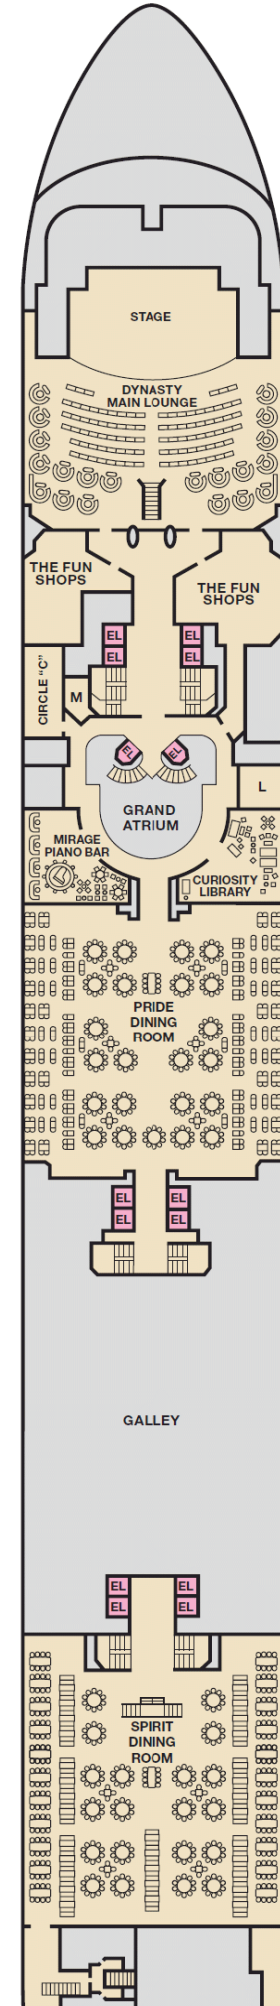 STAGE
DYNASTY
MAIN LOUNGE
THE FUN
SHOPS
THE FUN
SHOPS
EL
EL
EL
EL
CIRCLE "C"
M
EL
EL
L
GRAND
ATRIUM
MIRAGE
PIANO BAR
CURIOSITY
LIBRARY
PRIDE
DINING
ROOM
EL
EL
EL
EL
GALLEY
EL
EL
EL
EL
SPIRIT
DINING
ROOM